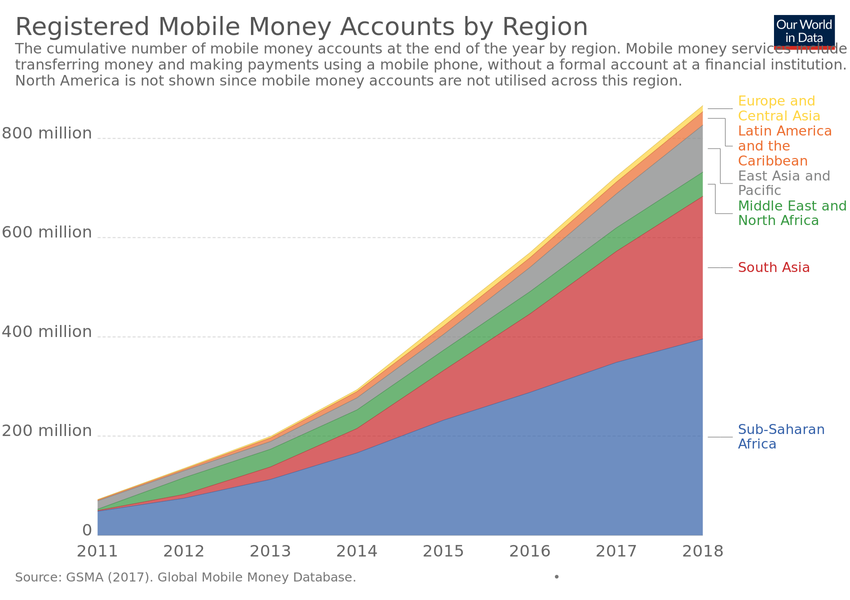 Registered Mobile Money Accounts by Region
Our World
in Data
The cumulative number of mobile money accounts at the end of the year by region. Mobile money services include
transferring money and making payments using a mobile phone, without a formal account at a financial institution.
North America is not shown since mobile money accounts are not utilised across this region.
800 million
600 million
400 million
200 million
0
Europe and
Central Asia
Latin America
and the
Caribbean
East Asia and
Pacific
Middle East and
North Africa
South Asia
Sub-Saharan
Africa
2011 2012 2013 2014 2015 2016 2017 2018
Source: GSMA (2017). Global Mobile Money Database. •